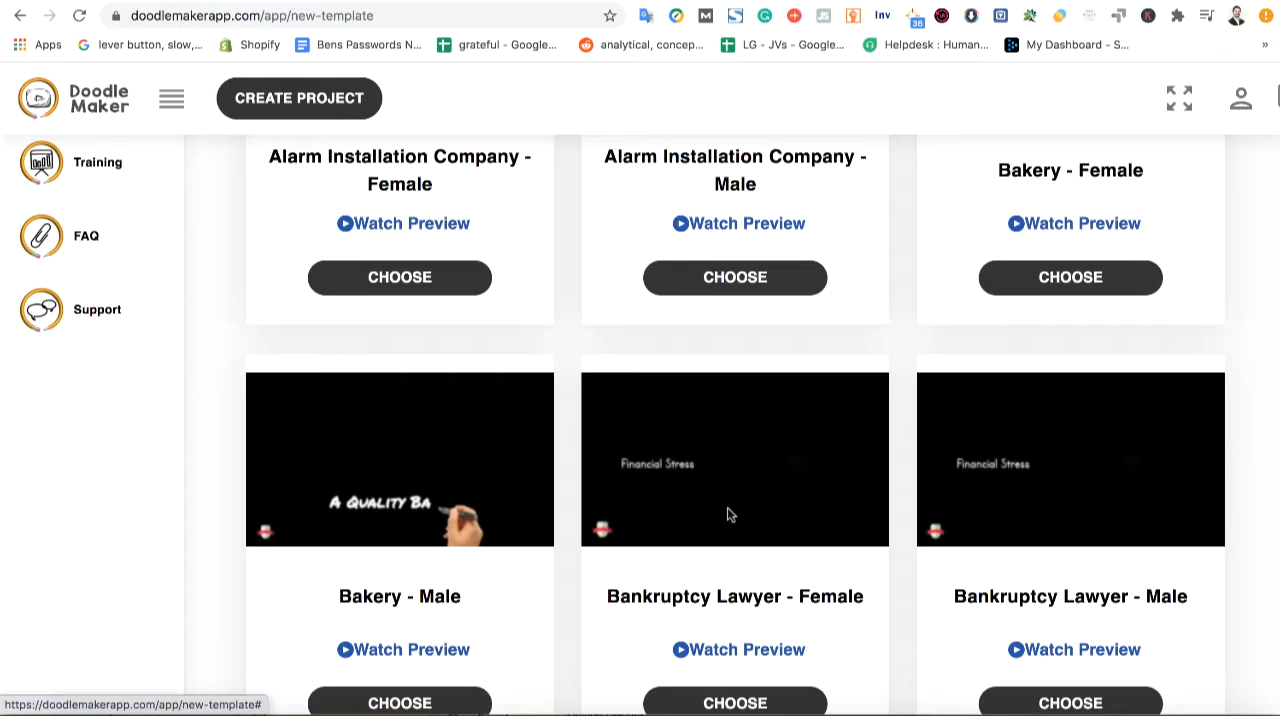 doodlemakerapp.com/app/new-template
Inv
36
Apps
lever button, slow,...
Shopify
Bens Passwords N...
grateful - Google...
analytical, concep...
LG - JVs - Google...
Helpdesk : Human...
My Dashboard - S...
»
Doodle
Maker
CREATE PROJECT
Training
FAQ
Support
Alarm Installation Company -
Female
Watch Preview
CHOOSE
Alarm Installation Company -
Male
Watch Preview
CHOOSE
Bakery - Female
Watch Preview
CHOOSE
A Quality Ba
Bakery - Male
Watch Preview
CHOOSE
Financial Stress
Bankruptcy Lawyer - Female
Watch Preview
CHOOSE
Financial Stress
Bankruptcy Lawyer - Male
Watch Preview
CHOOSE
https://doodlemakerapp.com/app/new-template#